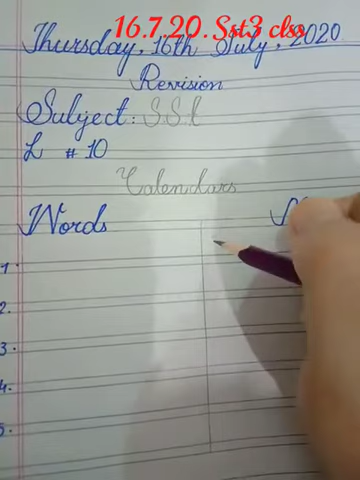 16.7.20. Sst3 clss
Thursday, 16th July, 2020
Revision
Subject: S.S.t
L # 10
Calendars
Words
1.
2.
3.
4.
5.